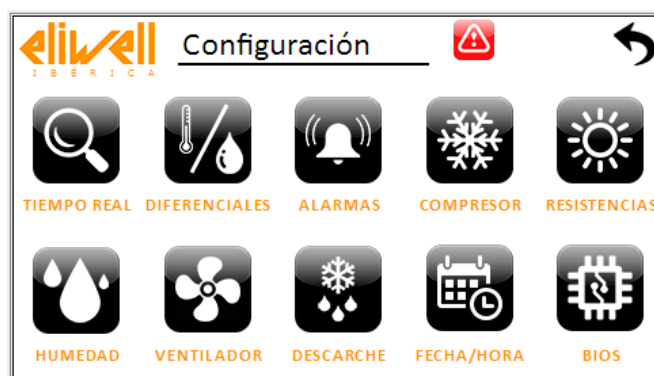 eliwell
IBÉRICA
Configuración
TIEMPO REAL
DIFERENCIALES
ALARMAS
COMPRESOR
RESISTENCIAS
HUMEDAD
VENTILADOR
DESCARCHE
FECHA/HORA
BIOS